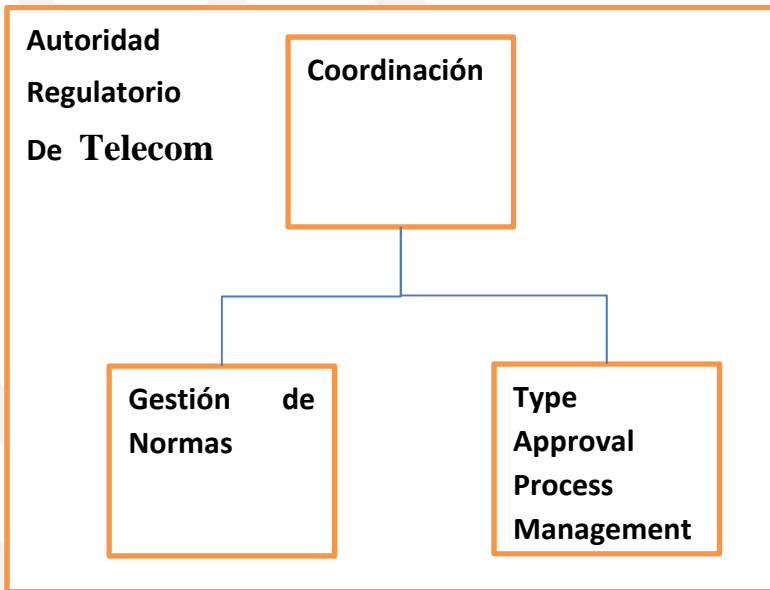 Autoridad
Regulatorio
De Telecom
Coordinación
Gestión de
Normas
Type
Approval
Process
Management